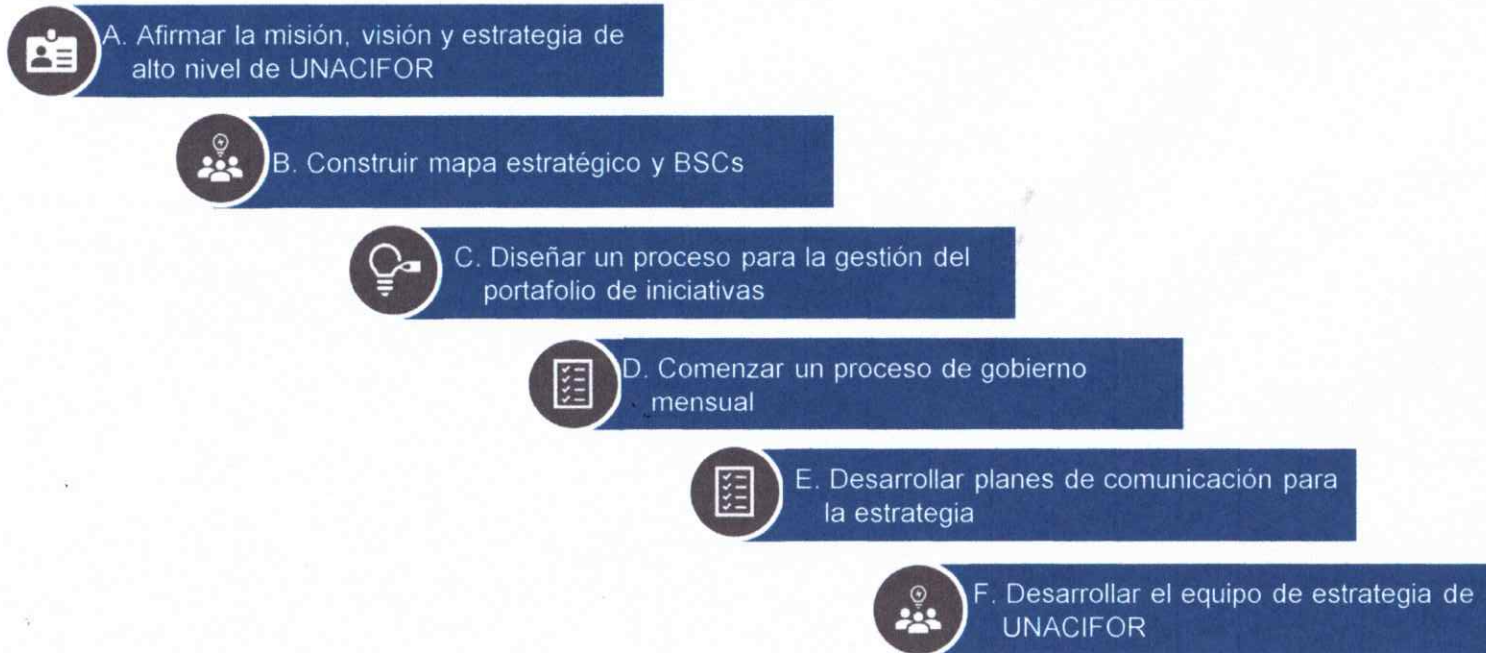 A. Afirmar la misión, visión y estrategia de
alto nivel de UNACIFOR
B. Construir mapa estratégico y BSCs
C. Diseñar un proceso para la gestión del
portafolio de iniciativas
D. Comenzar un proceso de gobierno
mensual
E. Desarrollar planes de comunicación para
la estrategia
F. Desarrollar el equipo de estrategia de
UNACIFOR